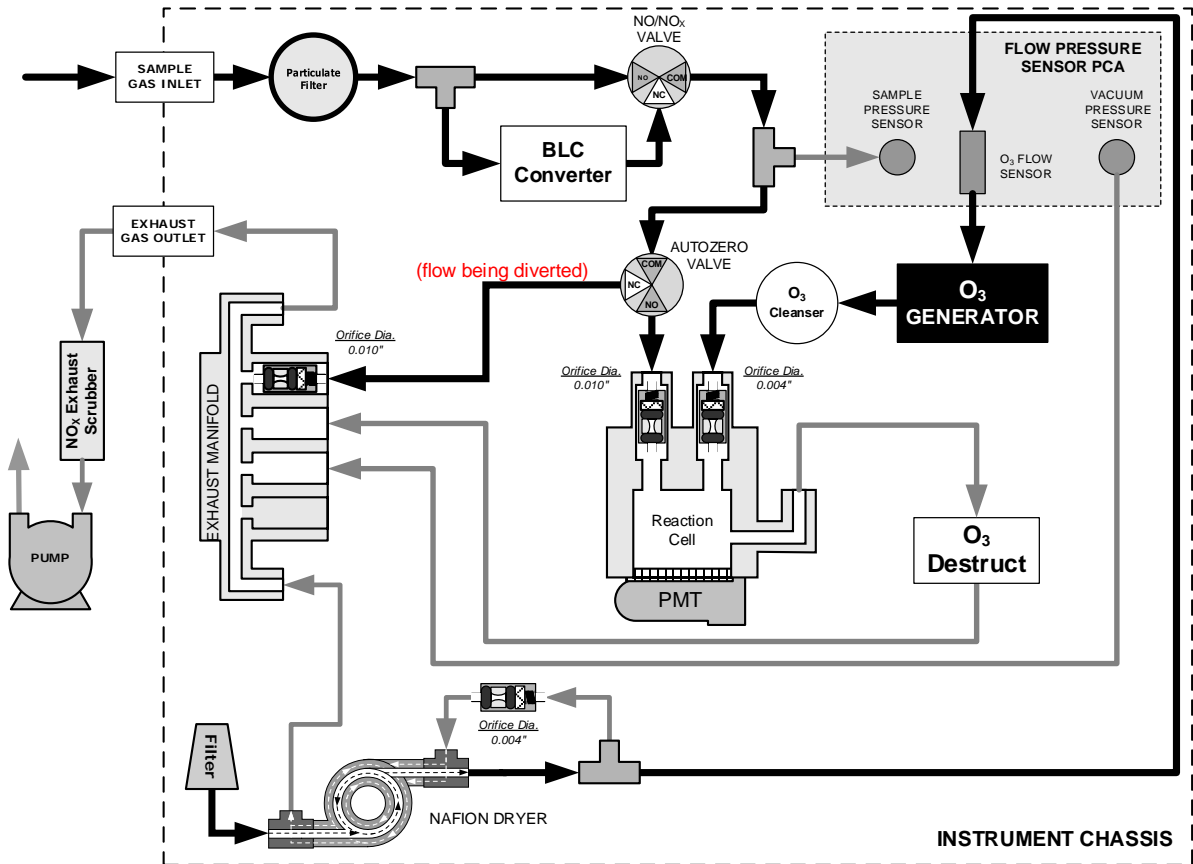 NO/NOX
VALVE
SAMPLE
GAS INLET
Particulate
Filter
NO
COM
NC
FLOW PRESSURE
SENSOR PCA
SAMPLE
PRESSURE
SENSOR
VACUUM
PRESSURE
SENSOR
O3 FLOW
SENSOR
BLC
Converter
EXHAUST
GAS OUTLET
AUTOZERO
VALVE
(flow being diverted)
COM
NC
NO
O3
Cleanser
O3
GENERATOR
Orifice Dia.
0.010"
Orifice Dia.
0.010"
Orifice Dia.
0.004"
NOX Exhaust
Scrubber
EXHAUST MANIFOLD
Reaction
Cell
O3
Destruct
PUMP
PMT
Orifice Dia.
0.004"
Filter
NAFION DRYER
INSTRUMENT CHASSIS